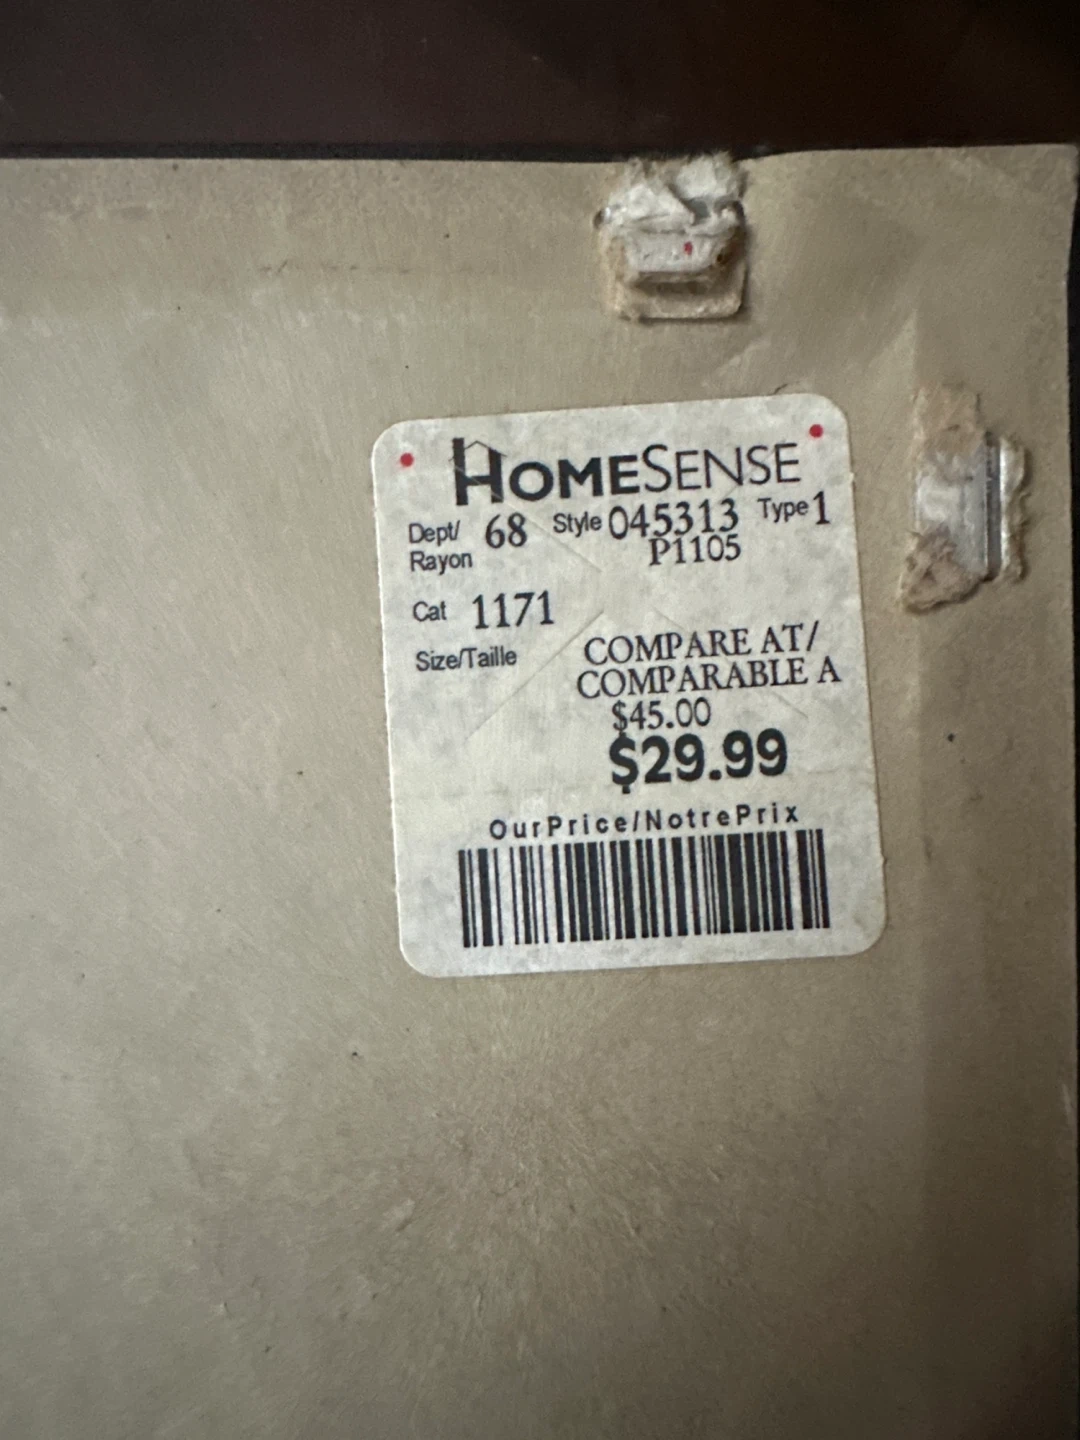 HOMESENSE
Dept/ 68 Style 045313 Type 1
Rayon P1105
Cat 1171
Size/Taille
COMPARE AT/
COMPARABLE A
$45.00
$29.99
OurPrice/NotrePrix